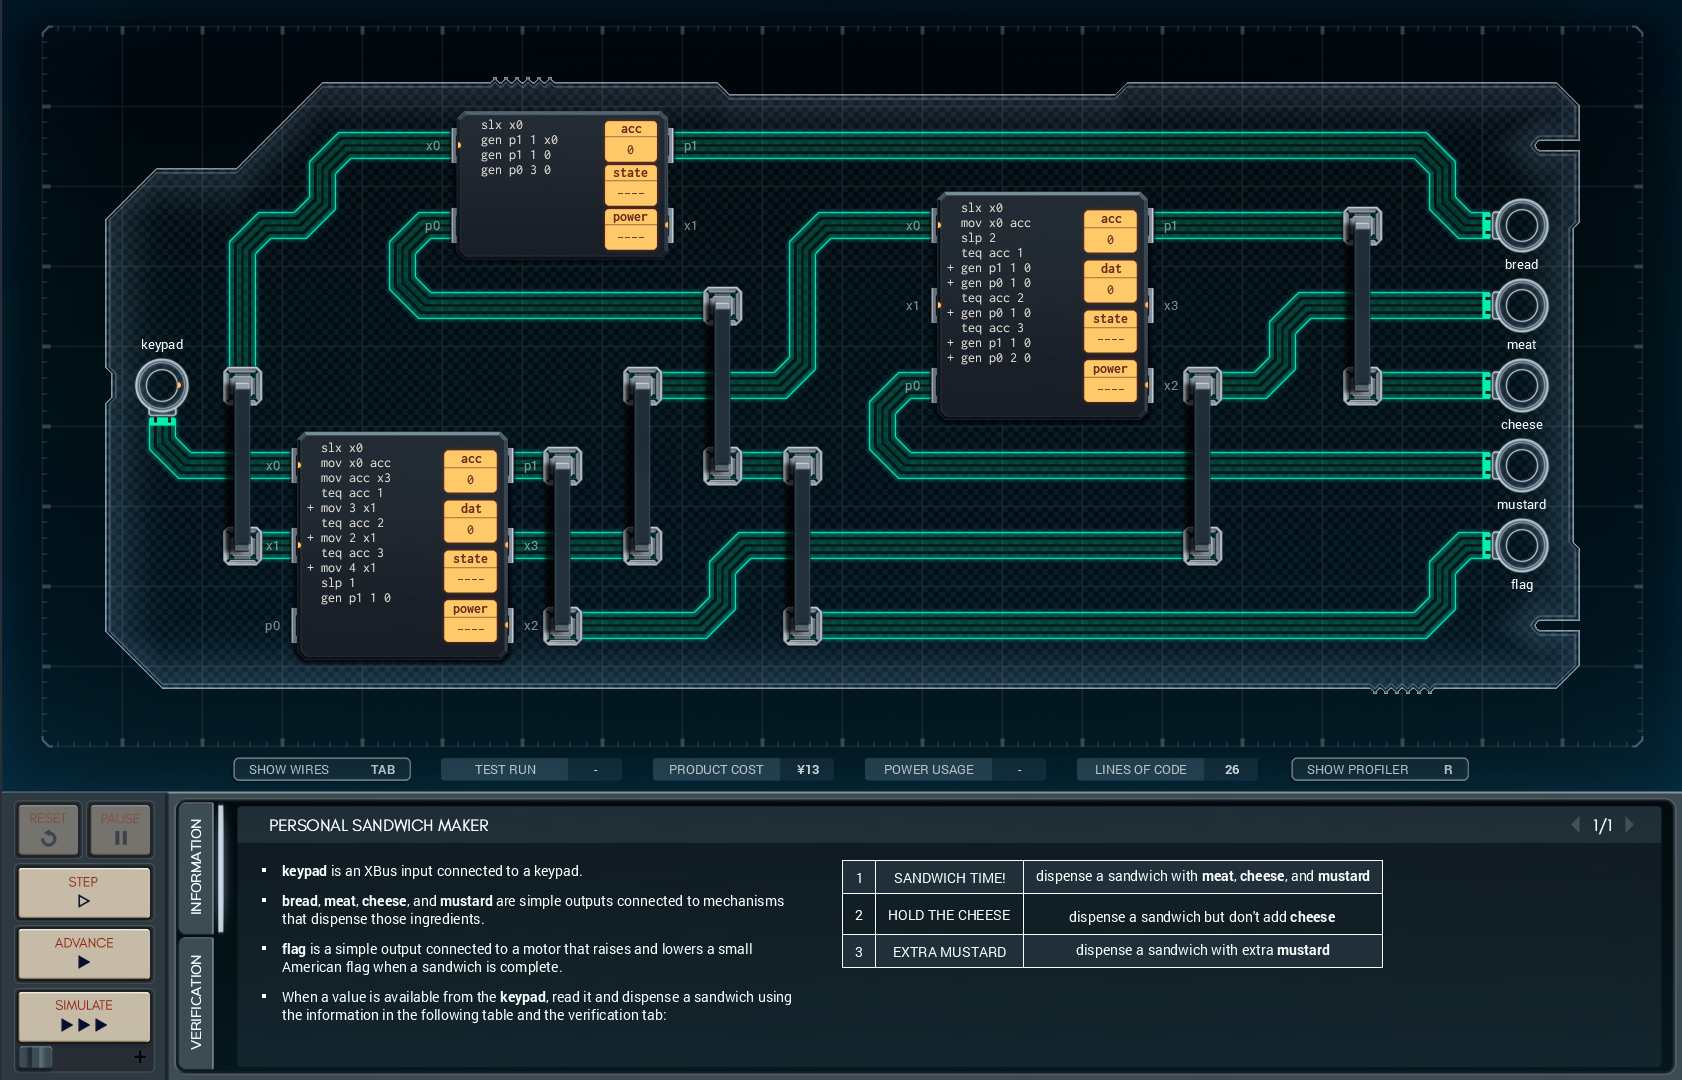 slx x0
gen p1 1 x0
gen p1 1 0
gen p0 3 0
acc
0
state
----
power
----
x0
p0
p1
x1
slx x0
mov x0 acc
slp 2
teq acc 1
+ gen p1 1 0
+ gen p0 1 0
teq acc 2
+ gen p0 1 0
teq acc 3
+ gen p1 1 0
+ gen p0 2 0
acc
0
dat
0
state
----
power
----
x0
x1
p0
p1
x3
x2
bread
meat
cheese
mustard
flag
keypad
slx x0
mov x0 acc
mov acc x3
teq acc 1
+ mov 3 x1
teq acc 2
+ mov 2 x1
teq acc 3
+ mov 4 x1
slp 1
gen p1 1 0
acc
0
dat
0
state
----
power
----
x0
x1
p0
p1
x3
x2
SHOW WIRES TAB
TEST RUN -
PRODUCT COST ¥13
POWER USAGE -
LINES OF CODE 26
SHOW PROFILER R
RESET
PAUSE
STEP
ADVANCE
SIMULATE
+
INFORMATION
VERIFICATION
PERSONAL SANDWICH MAKER
1/1
▪ keypad is an XBus input connected to a keypad.
▪ bread, meat, cheese, and mustard are simple outputs connected to mechanisms
that dispense those ingredients.
▪ flag is a simple output connected to a motor that raises and lowers a small
American flag when a sandwich is complete.
▪ When a value is available from the keypad, read it and dispense a sandwich using
the information in the following table and the verification tab:
1 SANDWICH TIME! dispense a sandwich with meat, cheese, and mustard
2 HOLD THE CHEESE dispense a sandwich but don't add cheese
3 EXTRA MUSTARD dispense a sandwich with extra mustard